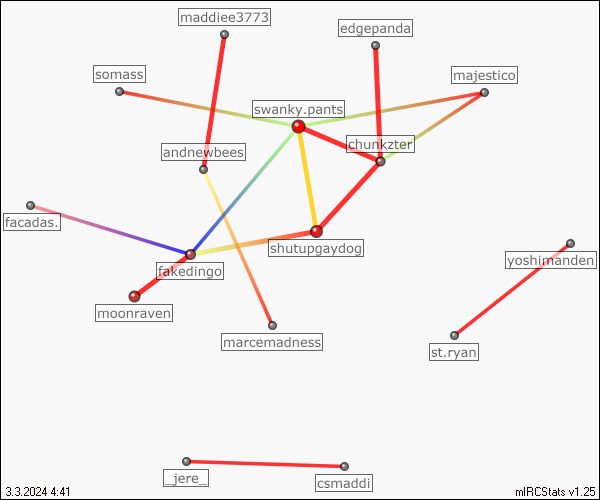 maddiee3773
edgepanda
somass
majestico
swanky.pants
chunkzter
andnewbees
facadas.
shutupgaydog
yoshimanden
fakedingo
moonraven
marcemadness
st.ryan
_jere_
csmaddi
3.3.2024 4:41
mIRCStats v1.25